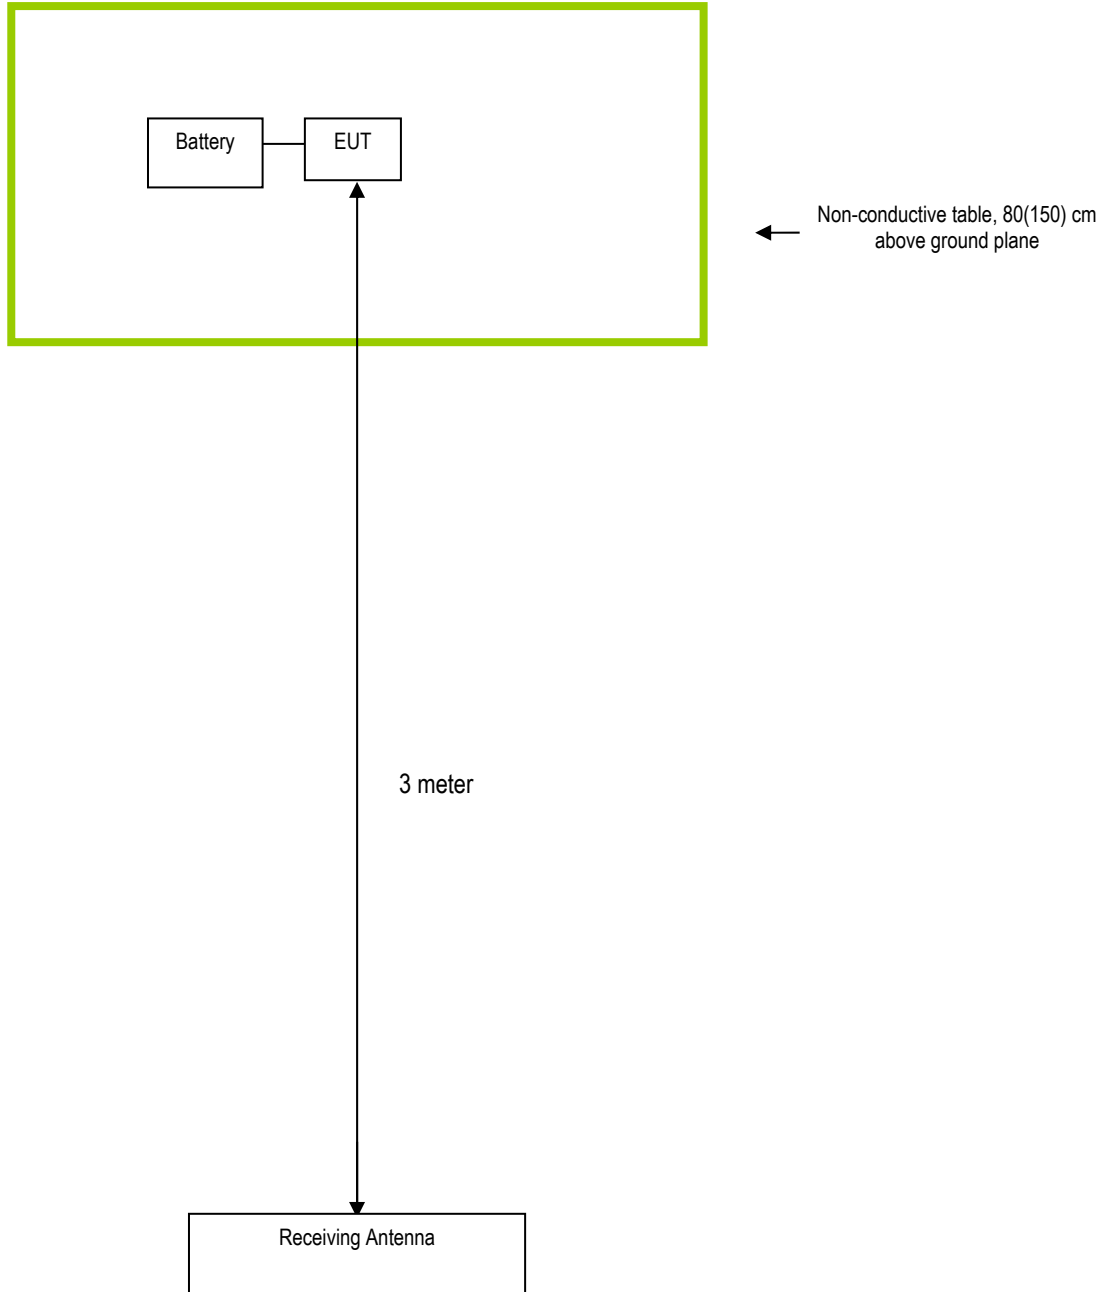 Battery
EUT
Non-conductive table, 80(150) cm
above ground plane
3 meter
Receiving Antenna